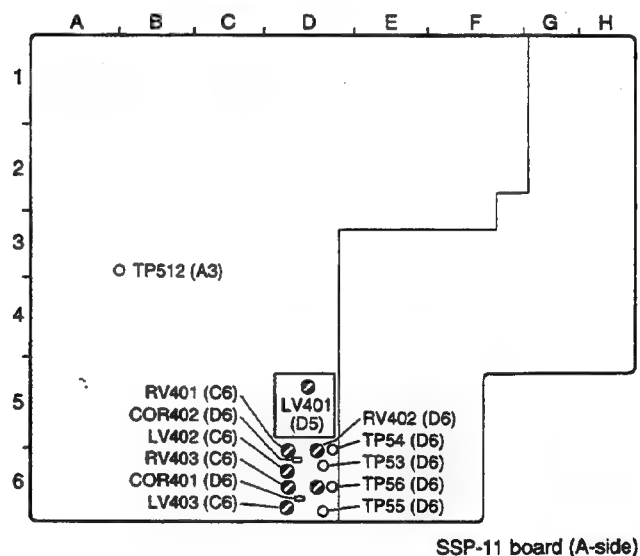 A B C D E F G H
1
2
3
TP512 (A3)
4
5
6
RV401 (C6)
COR402 (D6)
LV402 (C6)
RV403 (C6)
COR401 (D6)
LV403 (C6)
LV401
(D5)
RV402 (D6)
TP54 (D6)
TP53 (D6)
TP56 (D6)
TP55 (D6)
SSP-11 board (A-side)